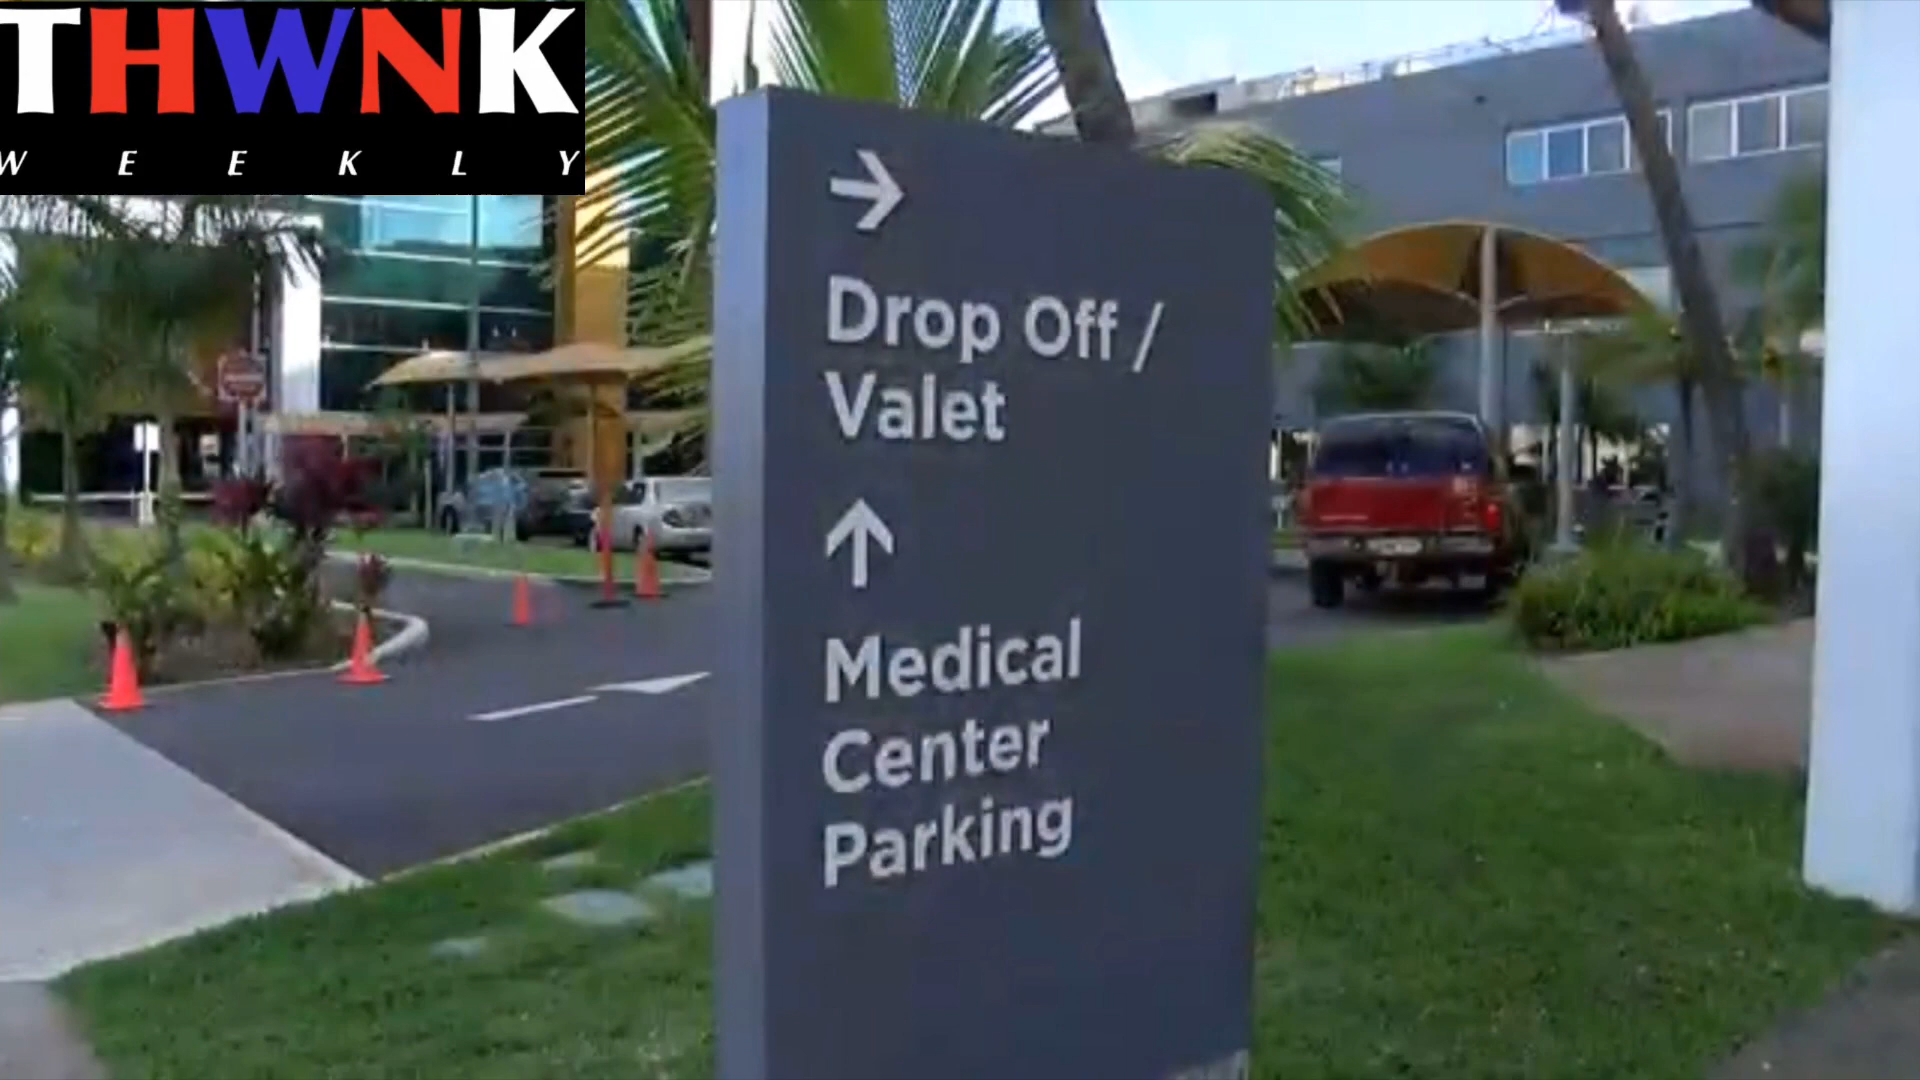 THWNK
WEEKLY
Drop Off /
Valet
Medical
Center
Parking